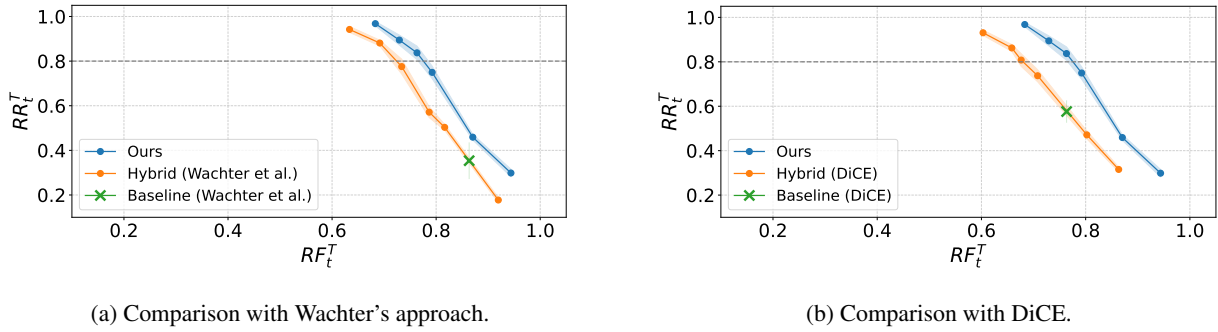 1.0
0.8
0.6
0.4
0.2
RR_t^T
0.2 0.4 0.6 0.8 1.0
RF_t^T
Ours
Hybrid (Wachter et al.)
Baseline (Wachter et al.)
(a) Comparison with Wachter's approach.
1.0
0.8
0.6
0.4
0.2
RR_t^T
0.2 0.4 0.6 0.8 1.0
RF_t^T
Ours
Hybrid (DiCE)
Baseline (DiCE)
(b) Comparison with DiCE.